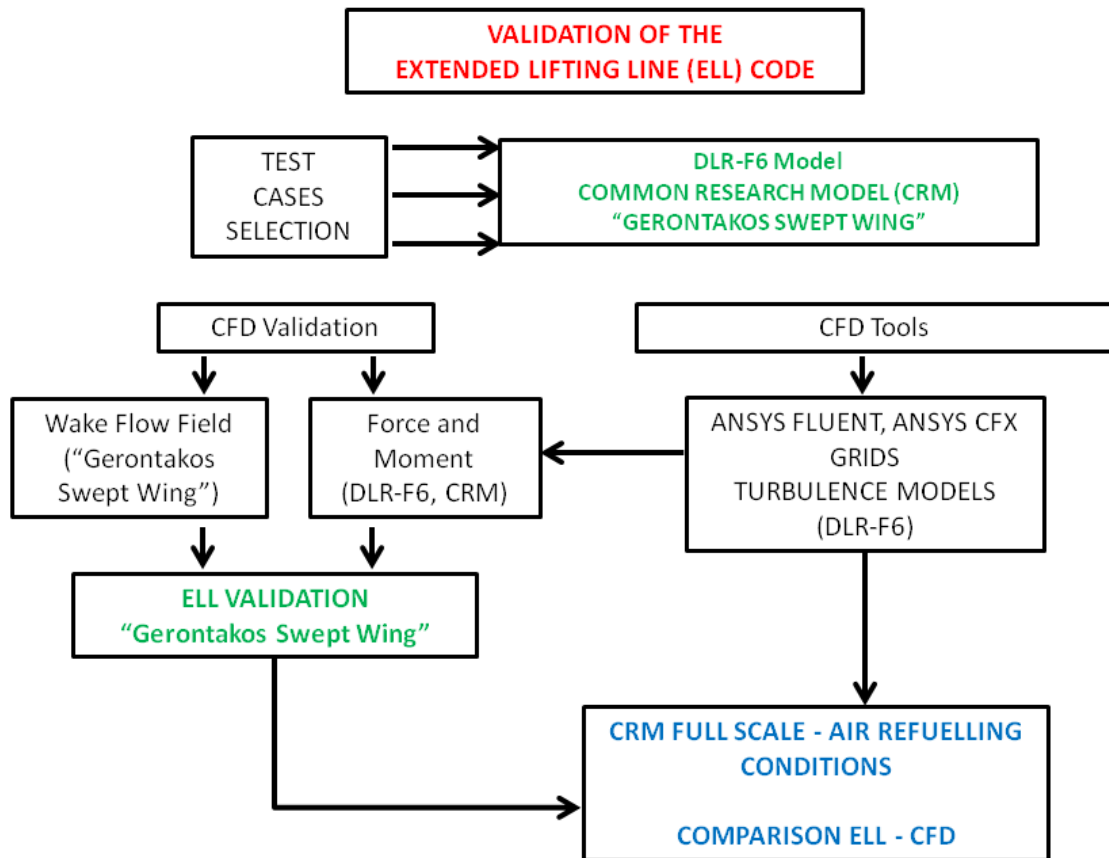 VALIDATION OF THE
EXTENDED LIFTING LINE (ELL) CODE
TEST
CASES
SELECTION
DLR-F6 Model
COMMON RESEARCH MODEL (CRM)
“GERONTAKOS SWEPT WING”
CFD Validation
CFD Tools
Wake Flow Field
(“Gerontakos
Swept Wing”)
Force and
Moment
(DLR-F6, CRM)
ANSYS FLUENT, ANSYS CFX
GRIDS
TURBULENCE MODELS
(DLR-F6)
ELL VALIDATION
“Gerontakos Swept Wing”
CRM FULL SCALE - AIR REFUELLING
CONDITIONS
COMPARISON ELL - CFD